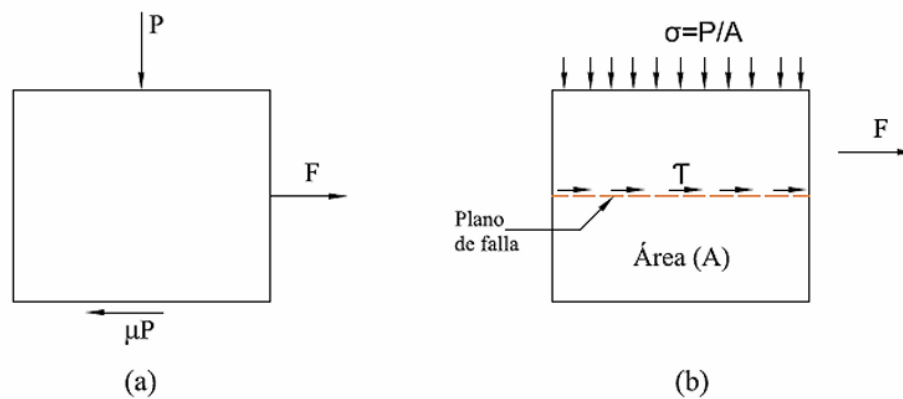 P
F
μP
(a)
σ=P/A
F
τ
Plano
de falla
Área (A)
(b)